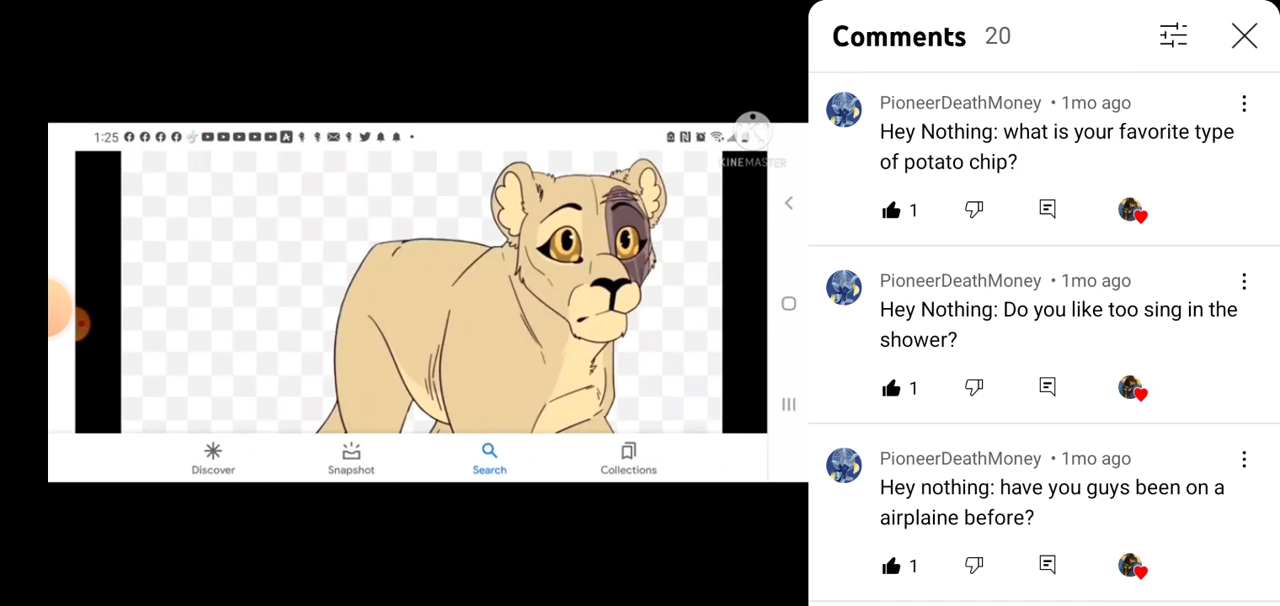 1:25
KINEMASTER
Discover
Snapshot
Search
Collections
Comments 20
PioneerDeathMoney • 1mo ago
Hey Nothing: what is your favorite type
of potato chip?
1
PioneerDeathMoney • 1mo ago
Hey Nothing: Do you like too sing in the
shower?
1
PioneerDeathMoney • 1mo ago
Hey nothing: have you guys been on a
airplaine before?
1